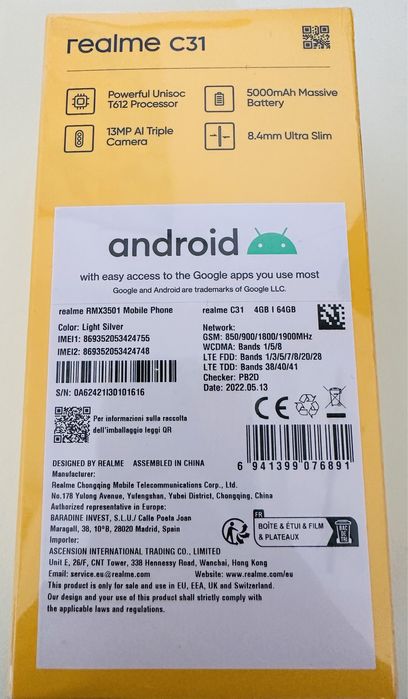 realme C31
Powerful Unisoc
T612 Processor
5000mAh Massive
Battery
13MP AI Triple
Camera
8.4mm Ultra Slim
android
with easy access to the Google apps you use most
Google and Android are trademarks of Google LLC.
realme RMX3501 Mobile Phone
realme C31 4GB | 64GB
Color: Light Silver
IMEI1: 869352053424755
IMEI2: 869352053424748
S/N: 0A62421I30101616
Network:
GSM: 850/900/1800/1900MHz
WCDMA: Bands 1/5/8
LTE FDD: Bands 1/3/5/7/8/20/28
LTE TDD: Bands 38/40/41
Checker: PB2D
Date: 2022.05.13
CE
Per informazioni sulla raccolta
dell'imballaggio leggi QR
6 941399 076891
DESIGNED BY REALME ASSEMBLED IN CHINA
Manufacturer:
Realme Chongqing Mobile Telecommunications Corp., Ltd.
No.178 Yulong Avenue, Yufengshan, Yubei District, Chongqing, China
Authorized representative in Europe:
BARADINE INVEST, S.L.U./ Calle Poeta Joan
Maragall, 38, 10ºB, 28020 Madrid, Spain
Importer:
ASCENSION INTERNATIONAL TRADING CO., LIMITED
Unit E, 26/F, CNT Tower, 338 Hennessy Road, Wanchai, Hong Kong
Email: service.eu@realme.com Website: www.realme.com/eu
This product is only for sale and use in EU, EEA, UK and Switzerland.
Our design and your use of this product shall strictly comply with
the applicable laws and regulations.
FR
BOÎTE & ÉTUI & FILM
& PLATEAUX
BAC
DE
TRI